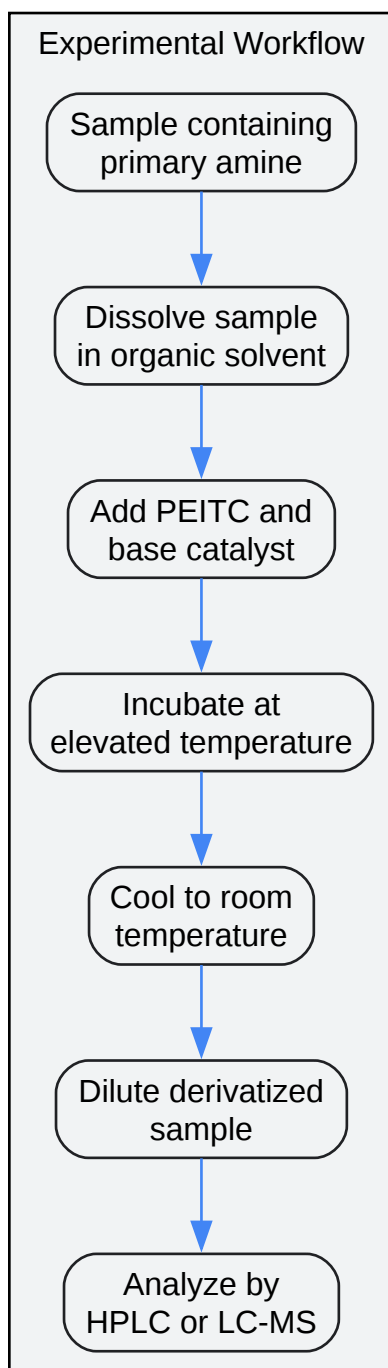 Experimental Workflow
Sample containing
primary amine
Dissolve sample
in organic solvent
Add PEITC and
base catalyst
Incubate at
elevated temperature
Cool to room
temperature
Dilute derivatized
sample
Analyze by
HPLC or LC-MS